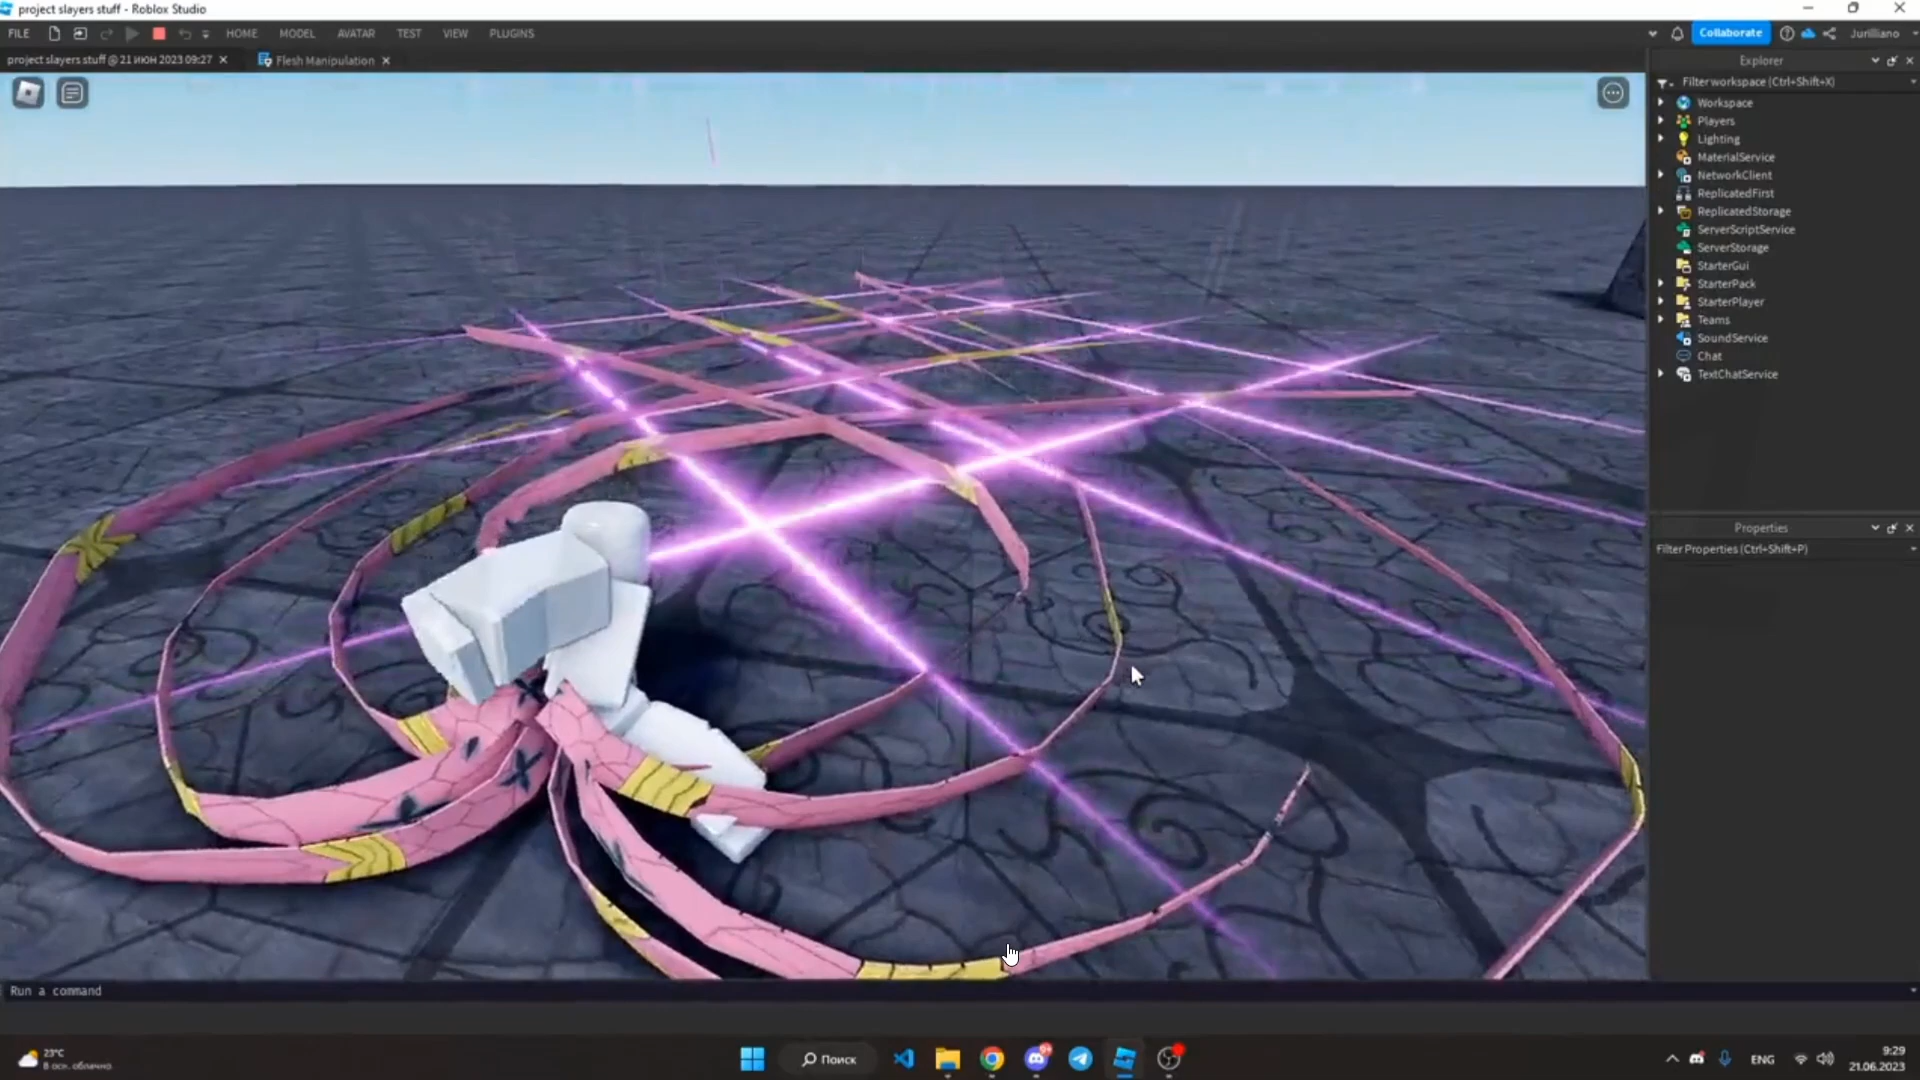 project slayers stuff - Roblox Studio
FILE
HOME
MODEL
AVATAR
TEST
VIEW
PLUGINS
Collaborate
Jurilliano
project slayers stuff @ 21 июн 2023 09:27
Flesh Manipulation
Explorer
Filter workspace (Ctrl+Shift+X)
Workspace
Players
Lighting
MaterialService
NetworkClient
ReplicatedFirst
ReplicatedStorage
ServerScriptService
ServerStorage
StarterGui
StarterPack
StarterPlayer
Teams
SoundService
Chat
TextChatService
Properties
Filter Properties (Ctrl+Shift+P)
Run a command
23°C
В осн. облачно
Поиск
ENG
9:29
21.06.2023